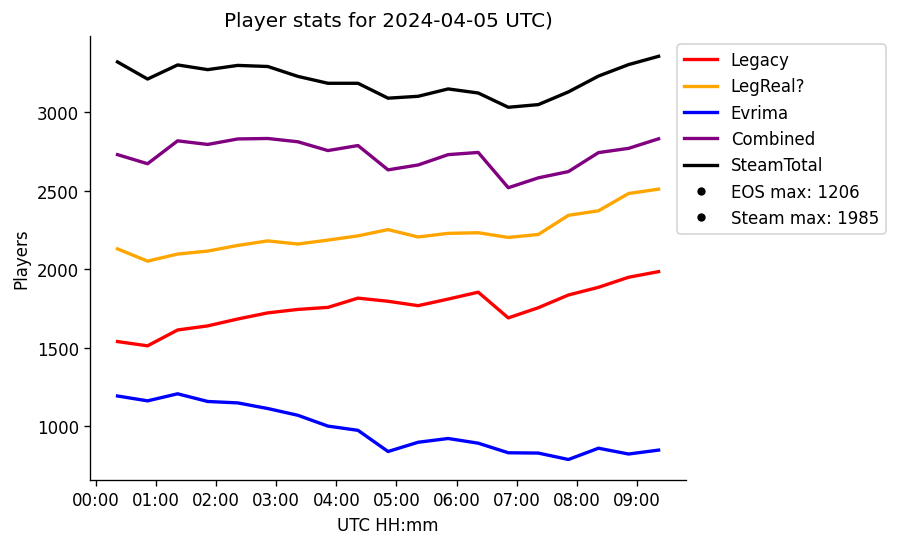 Player stats for 2024-04-05 UTC)
Legacy
LegReal?
Evrima
Combined
SteamTotal
EOS max: 1206
Steam max: 1985
Players
3000
2500
2000
1500
1000
00:00 01:00 02:00 03:00 04:00 05:00 06:00 07:00 08:00 09:00
UTC HH:mm